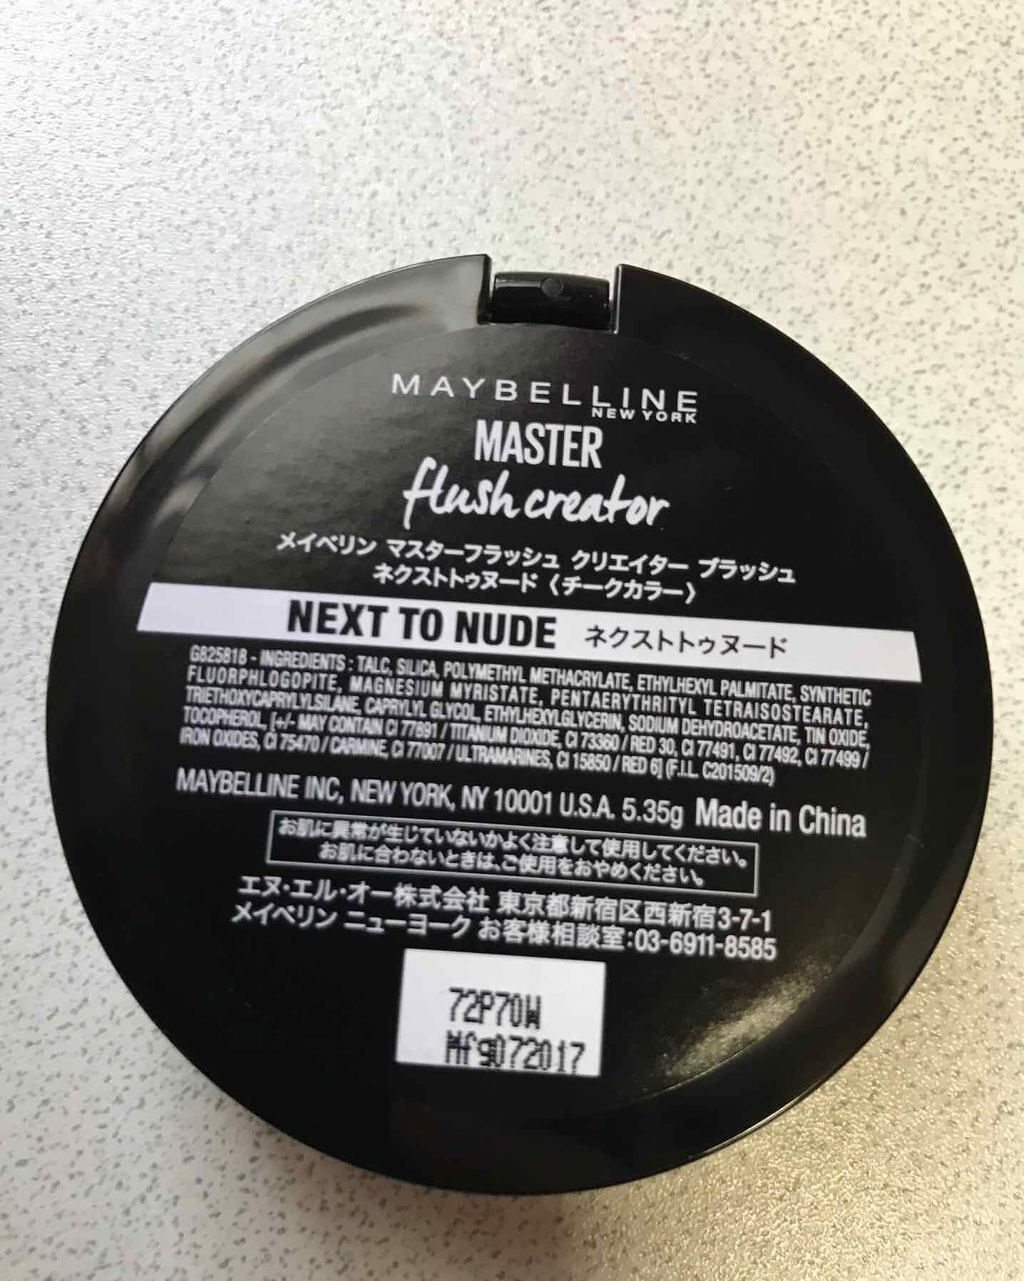 MAYBELLINE
NEW YORK
MASTER
flush creator
メイベリン マスターフラッシュ クリエイター ブラッシュ
ネクストトゥヌード〈チークカラー〉
NEXT TO NUDE ネクストトゥヌード
G825818 - INGREDIENTS : TALC, SILICA, POLYMETHYL METHACRYLATE, ETHYLHEXYL PALMITATE, SYNTHETIC
FLUORPHLOGOPITE, MAGNESIUM MYRISTATE, PENTAERYTHRITYL TETRAISOSTEARATE,
TRIETHOXYCAPRYLYLSILANE, CAPRYLYL GLYCOL, ETHYLHEXYLGLYCERIN, SODIUM DEHYDROACETATE, TIN OXIDE,
TOCOPHEROL, [+/- MAY CONTAIN CI 77891 / TITANIUM DIOXIDE, CI 73360 / RED 30, CI 77491, CI 77492, CI 77499 /
IRON OXIDES, CI 75470 / CARMINE, CI 77007 / ULTRAMARINES, CI 15850 / RED 6] (F.I.L. C201509/2)
MAYBELLINE INC, NEW YORK, NY 10001 U.S.A. 5.35g Made in China
お肌に異常が生じていないかよく注意して使用してください。
お肌に合わないときは、ご使用をおやめください。
エヌ・エル・オー株式会社 東京都新宿区西新宿3-7-1
メイベリン ニューヨーク お客様相談室:03-6911-8585
72P70W
Mfg072017